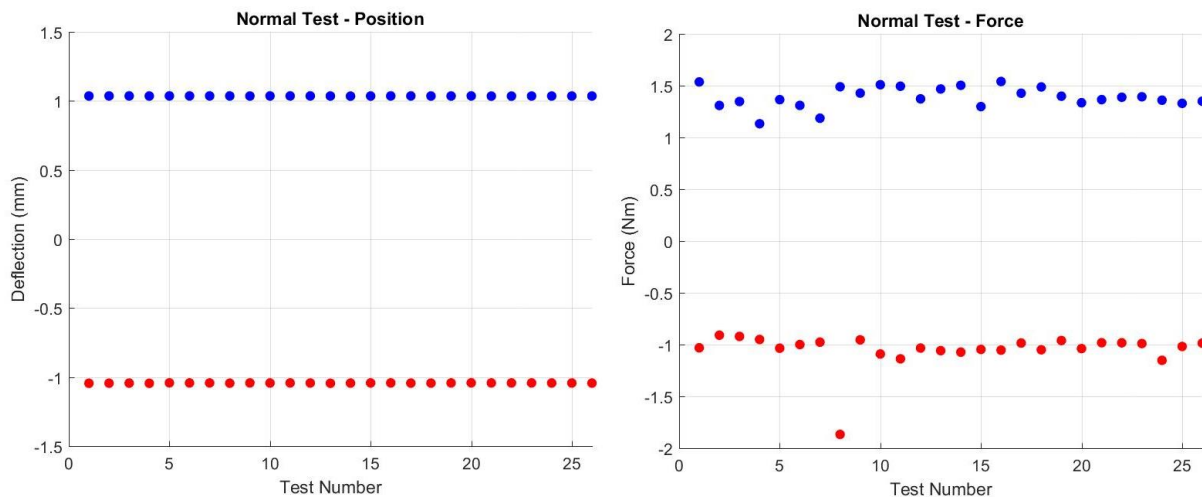 Normal Test - Position
1.5
1
0.5
0
-0.5
-1
-1.5
Deflection (mm)
0 5 10 15 20 25
Test Number
Normal Test - Force
2
1.5
1
0.5
0
-0.5
-1
-1.5
-2
Force (Nm)
0 5 10 15 20 25
Test Number